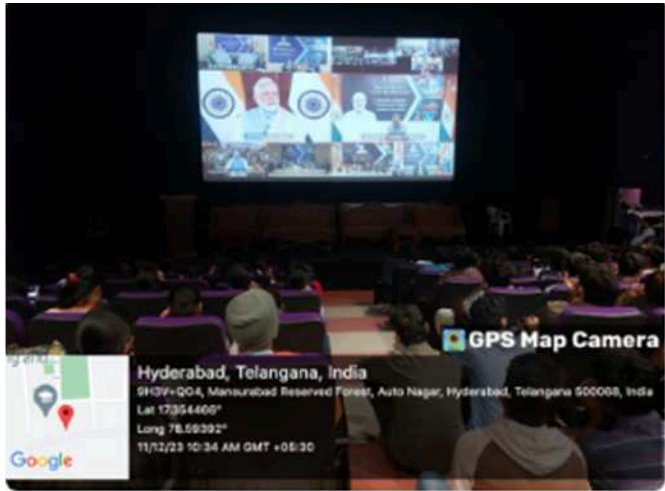 GPS Map Camera
Hyderabad, Telangana, India
9H3V+QG4, Mansurabad Reserved Forest, Auto Nagar, Hyderabad, Telangana 500068, India
Lat 17.354466°
Long 78.59392°
11/12/23 10:34 AM GMT +05:30
Google